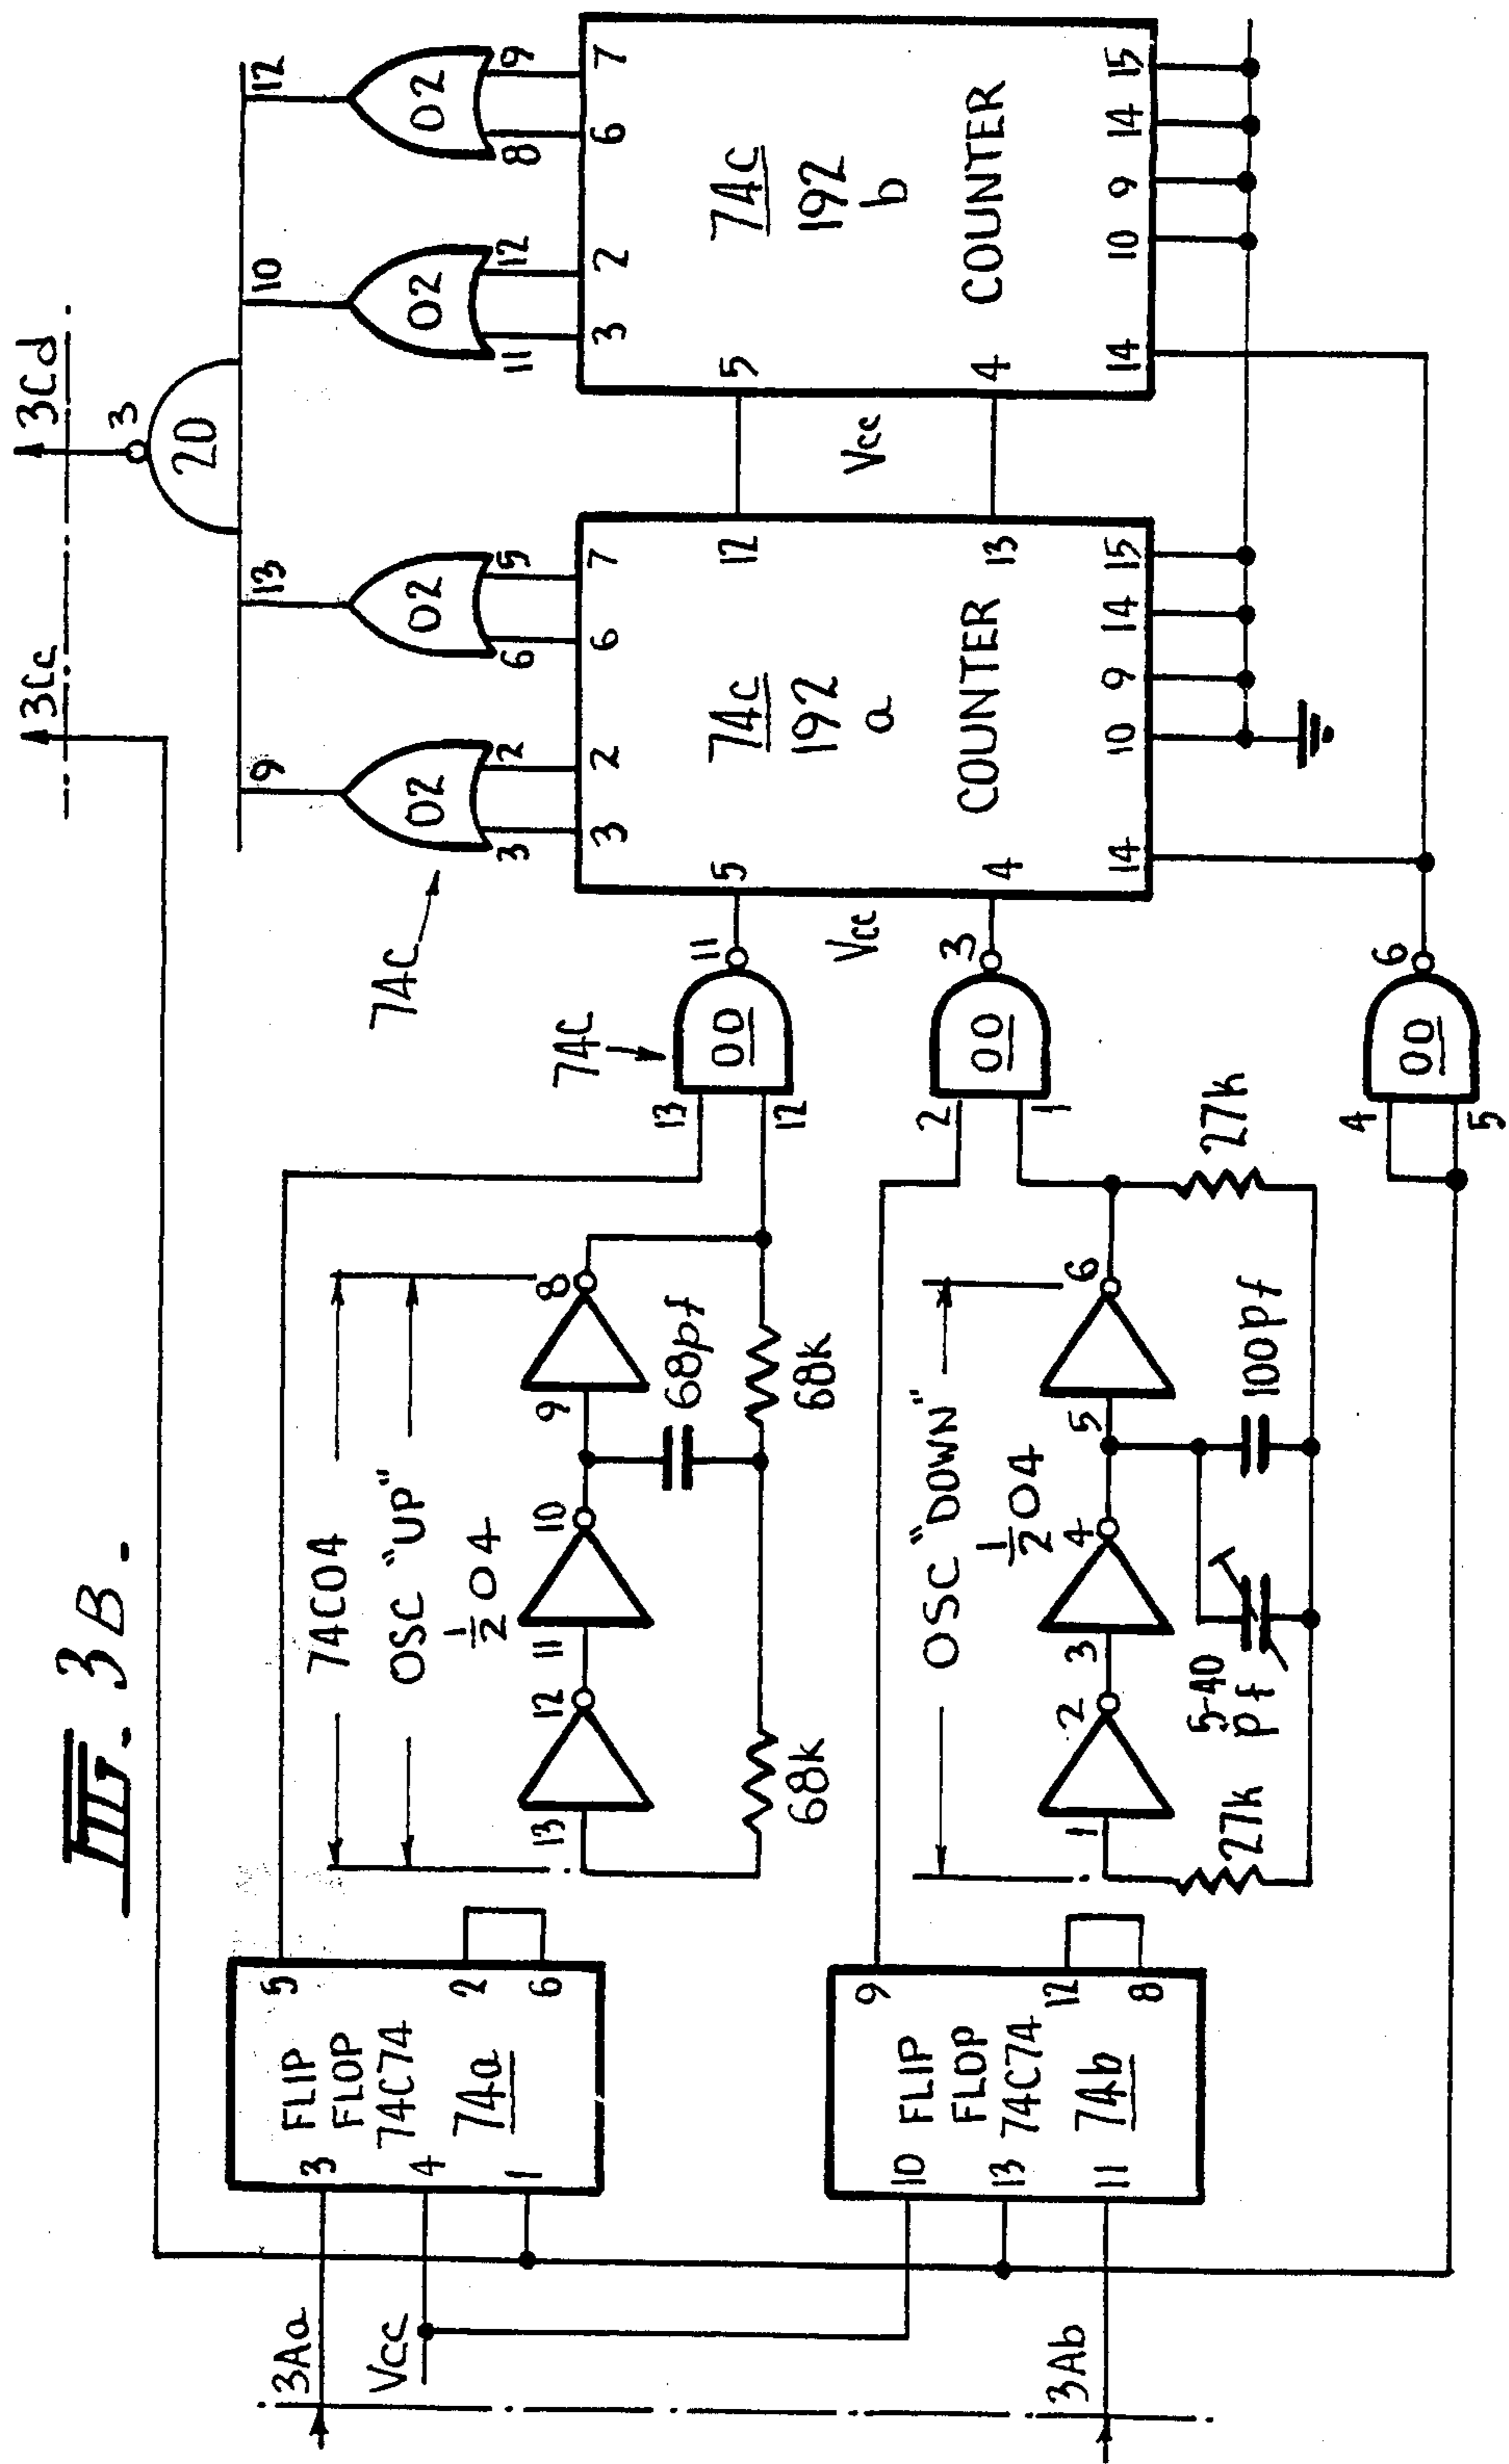 FIG. 3B.
3Aa
Vcc
3Ab
3
4
1
FLIP
FLOP
74C74
74a
5
2
6
10
13
11
FLIP
FLOP
74C74
74b
9
12
8
74C04
OSC "UP"
1/2 04
13
12
11
10
9
8
68pf
68k
68k
OSC "DOWN"
1/2 04
1
2
3
4
5
6
27k
5-40
pf
100pf
27k
74C
13
12
00
11
2
1
00
3
4
5
00
6
Vcc
74C
3Cc
3Cd
9
13
20
3
10
12
02
3
2
02
6
5
02
11
12
02
8
9
3
2
6
7
5
4
74C
192
a
COUNTER
12
13
14
10
9
14
15
Vcc
3
2
6
7
5
4
74C
192
b
COUNTER
14
10
9
14
15